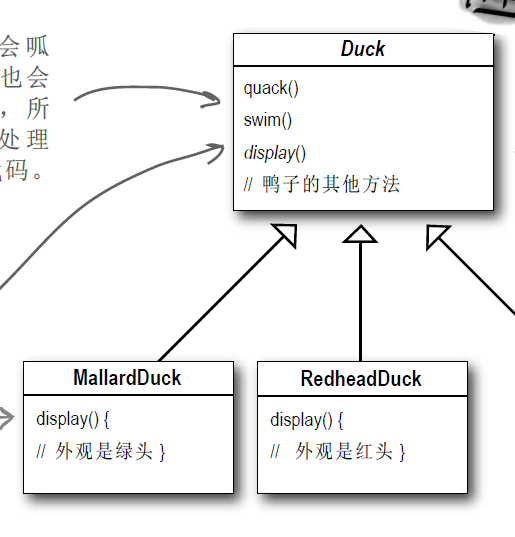 会呱
也会
，所
处理
码。
Duck
quack()
swim()
display()
// 鸭子的其他方法
MallardDuck
display() {
// 外观是绿头 }
RedheadDuck
display() {
// 外观是红头 }